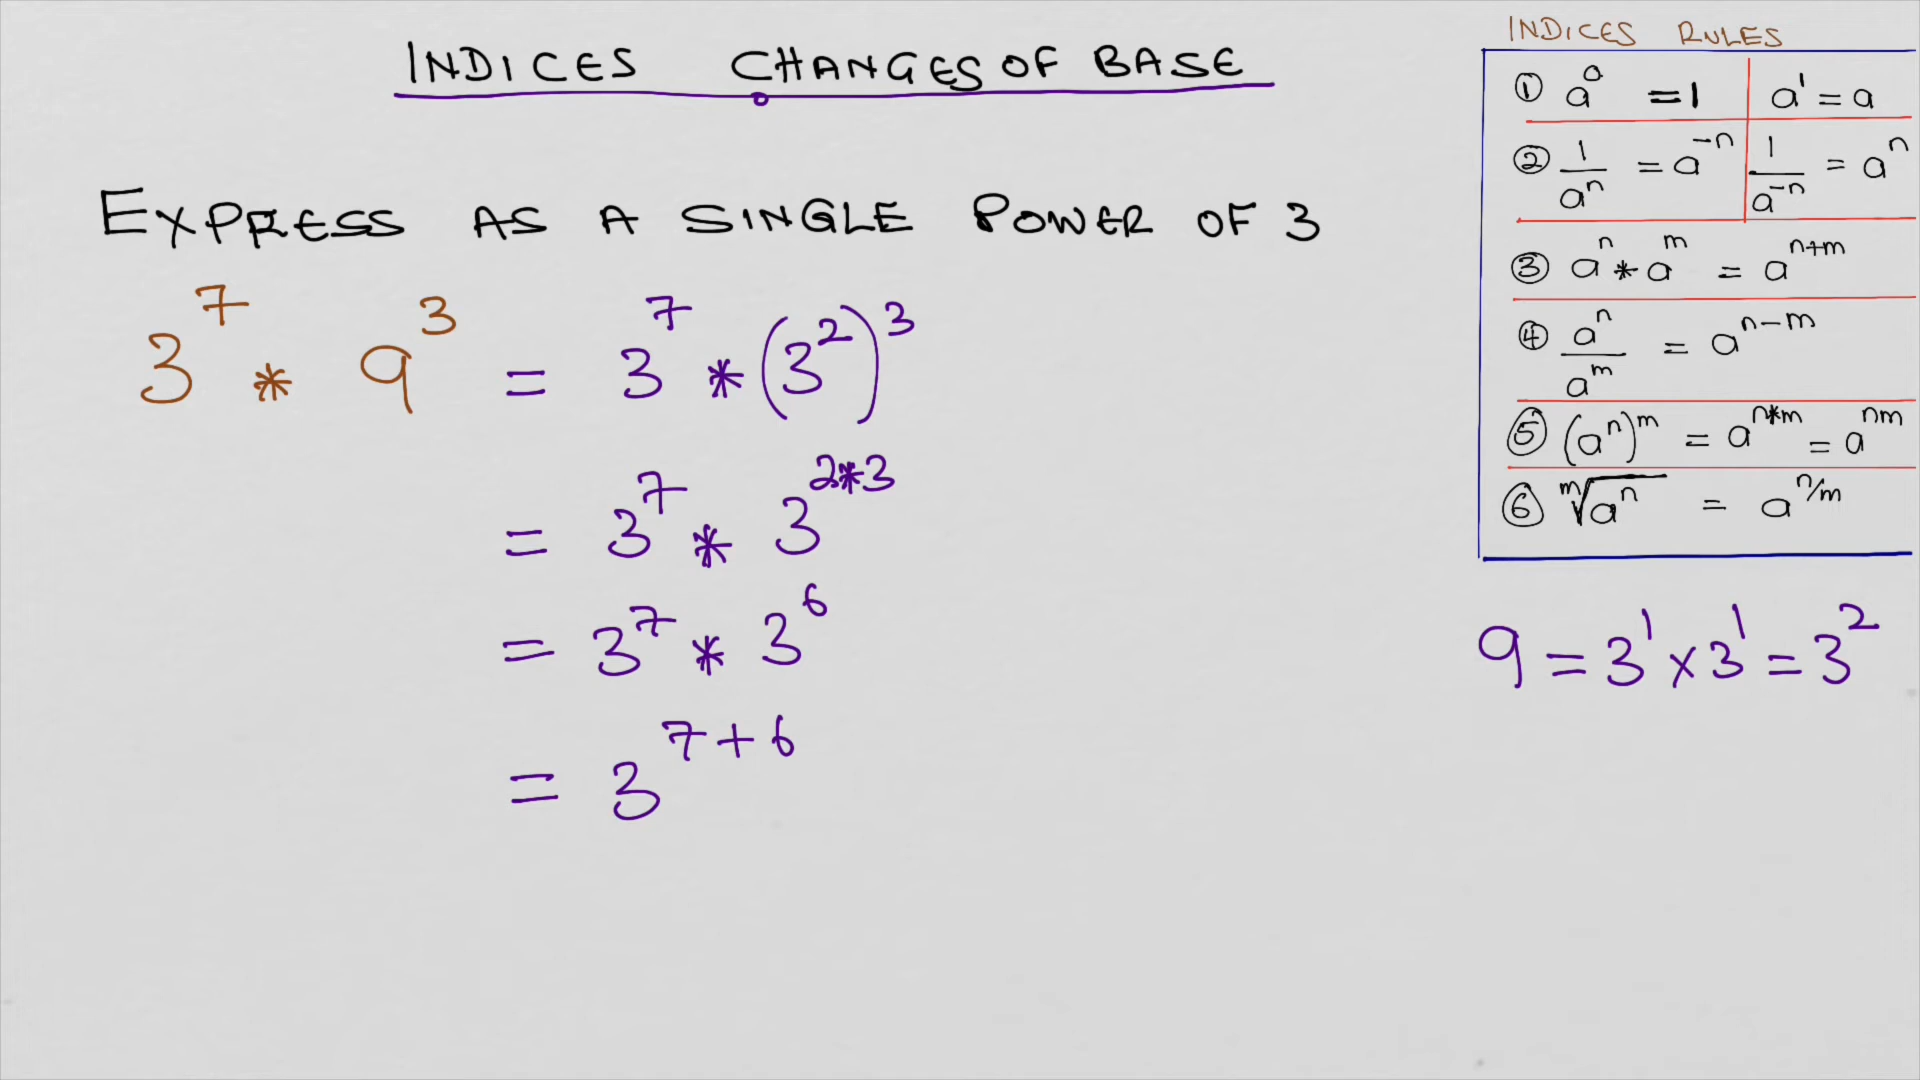 INDICES CHANGES OF BASE
EXPRESS AS A SINGLE POWER OF 3
3^7 * 9^3 = 3^7 * (3^2)^3
= 3^7 * 3^(2*3)
= 3^7 * 3^6
= 3^(7+6)
INDICES RULES
① a^0 = 1 | a^1 = a
② 1/a^n = a^(-n) | 1/a^(-n) = a^n
③ a^n * a^m = a^(n+m)
④ a^n/a^m = a^(n-m)
⑤ (a^n)^m = a^(n*m) = a^(nm)
⑥ m√(a^n) = a^(n/m)
9 = 3^1 × 3^1 = 3^2